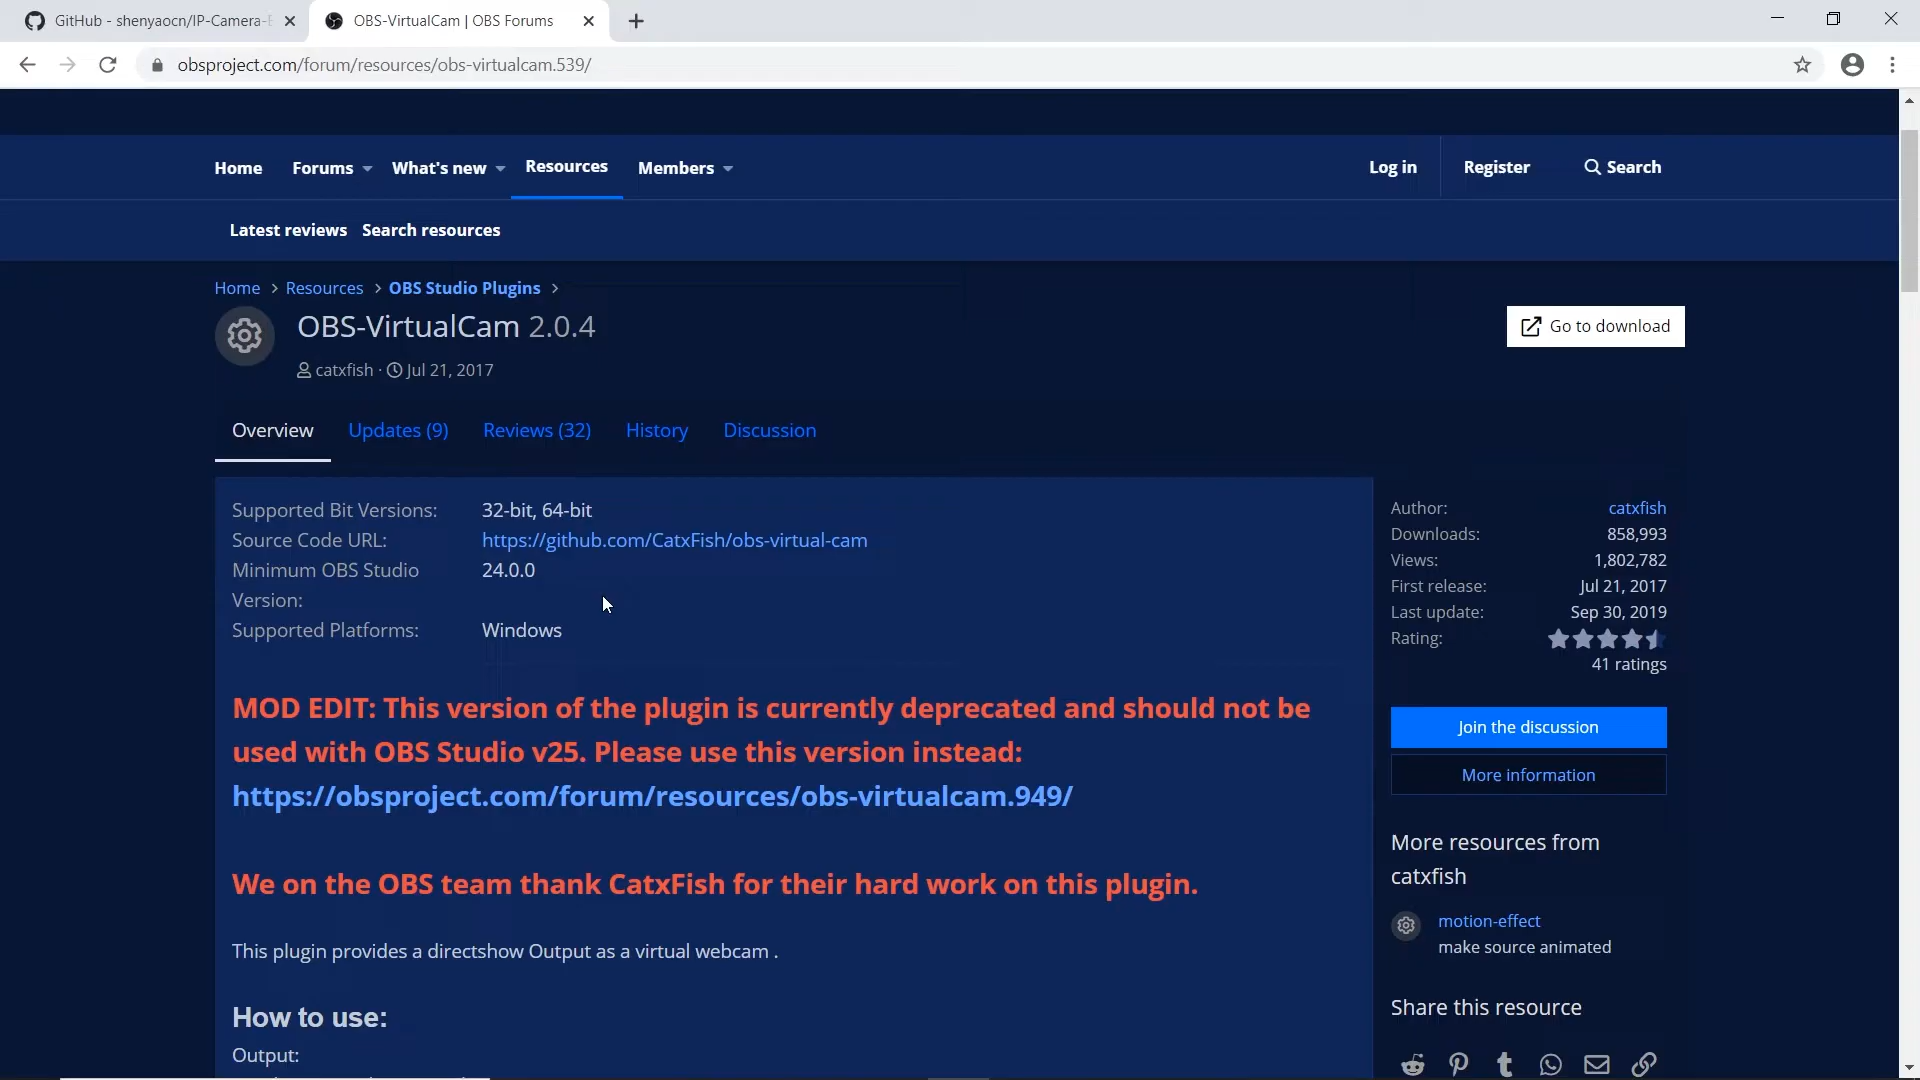 GitHub - shenyaocn/IP-Camera-
OBS-VirtualCam | OBS Forums
obsproject.com/forum/resources/obs-virtualcam.539/
Home Forums What's new Resources Members Log in Register Search
Latest reviews Search resources
Home > Resources > OBS Studio Plugins >
OBS-VirtualCam 2.0.4
Go to download
catxfish · Jul 21, 2017
Overview Updates (9) Reviews (32) History Discussion
Supported Bit Versions: 32-bit, 64-bit
Source Code URL: https://github.com/CatxFish/obs-virtual-cam
Minimum OBS Studio 24.0.0
Version:
Supported Platforms: Windows
MOD EDIT: This version of the plugin is currently deprecated and should not be
used with OBS Studio v25. Please use this version instead:
https://obsproject.com/forum/resources/obs-virtualcam.949/
We on the OBS team thank CatxFish for their hard work on this plugin.
This plugin provides a directshow Output as a virtual webcam .
How to use:
Output:
Author: catxfish
Downloads: 858,993
Views: 1,802,782
First release: Jul 21, 2017
Last update: Sep 30, 2019
Rating:
41 ratings
Join the discussion
More information
More resources from
catxfish
motion-effect
make source animated
Share this resource